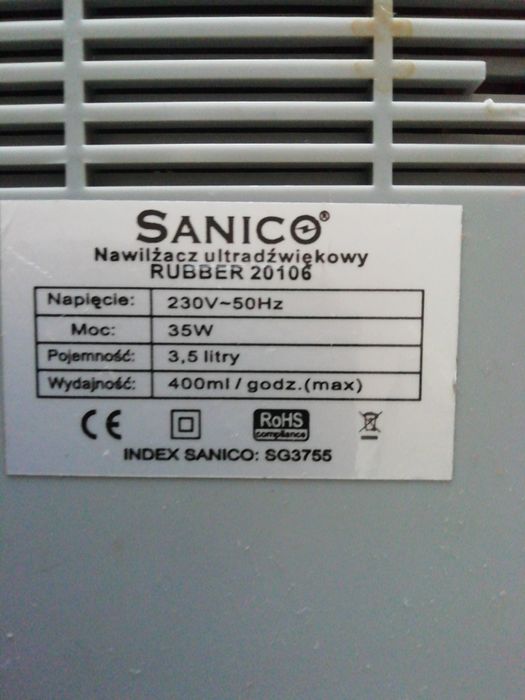 SANICO®
Nawilżacz ultradźwiękowy
RUBBER 20106
Napięcie: 230V~50Hz
Moc: 35W
Pojemność: 3,5 litry
Wydajność: 400ml / godz.(max)
CE RoHS
compliance
INDEX SANICO: SG3755